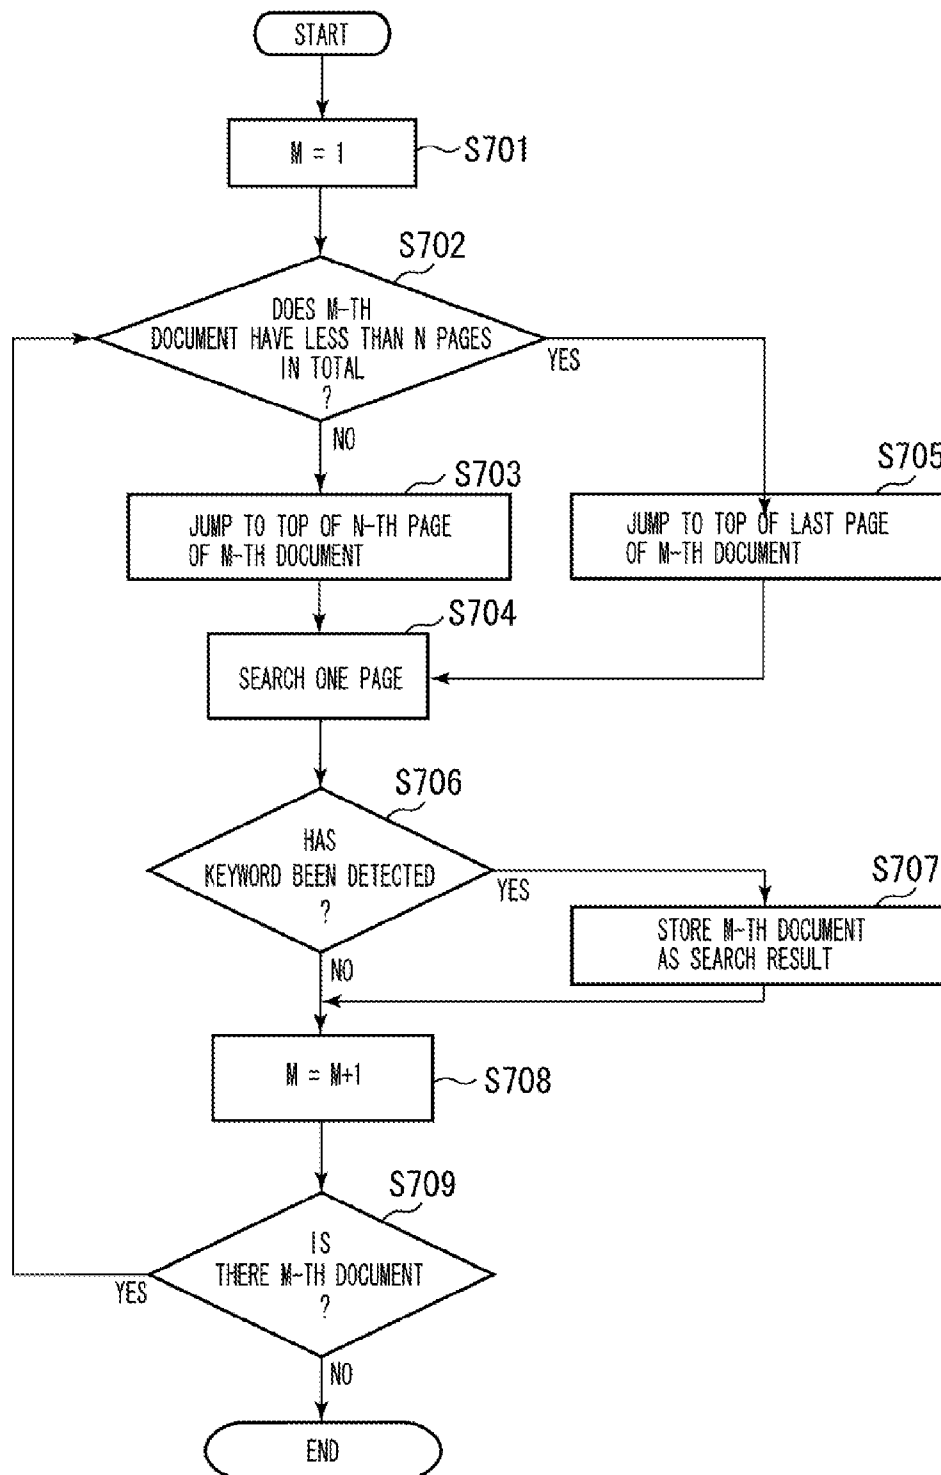 START
M = 1
S701
S702
DOES M-TH
DOCUMENT HAVE LESS THAN N PAGES
IN TOTAL
?
YES
NO
S703
JUMP TO TOP OF N-TH PAGE
OF M-TH DOCUMENT
S705
JUMP TO TOP OF LAST PAGE
OF M-TH DOCUMENT
S704
SEARCH ONE PAGE
S706
HAS
KEYWORD BEEN DETECTED
?
YES
NO
S707
STORE M-TH DOCUMENT
AS SEARCH RESULT
M = M+1
S708
S709
IS
THERE M-TH DOCUMENT
?
YES
NO
END